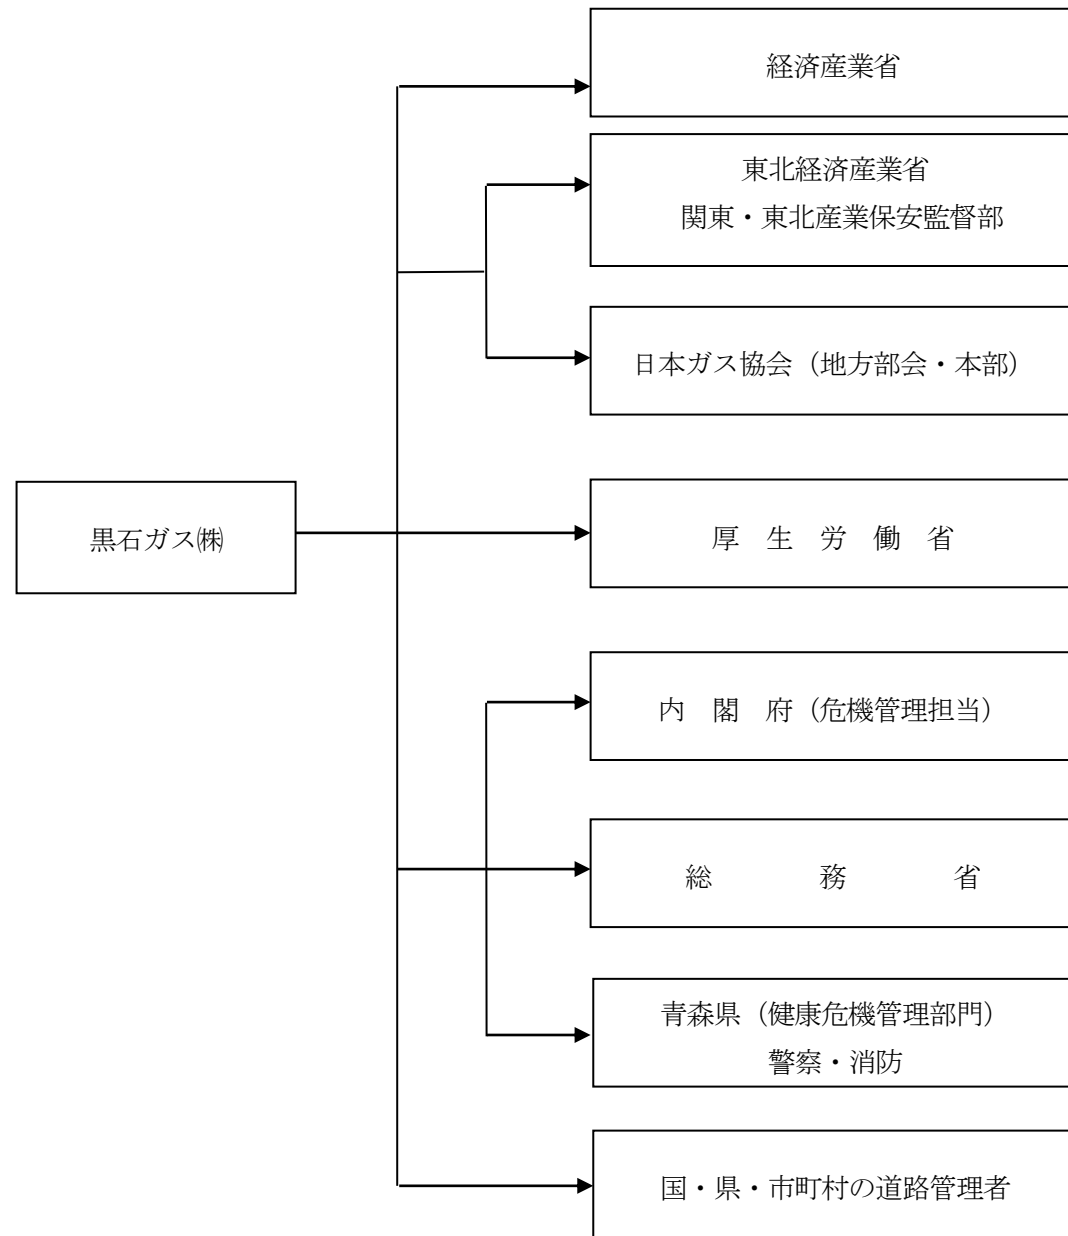 経済産業省
東北経済産業省
関東・東北産業保安監督部
日本ガス協会（地方部会・本部）
黒石ガス㈱
厚　生　労　働　省
内　閣　府（危機管理担当）
総　　　　務　　　　省
青森県（健康危機管理部門）
警察・消防
国・県・市町村の道路管理者